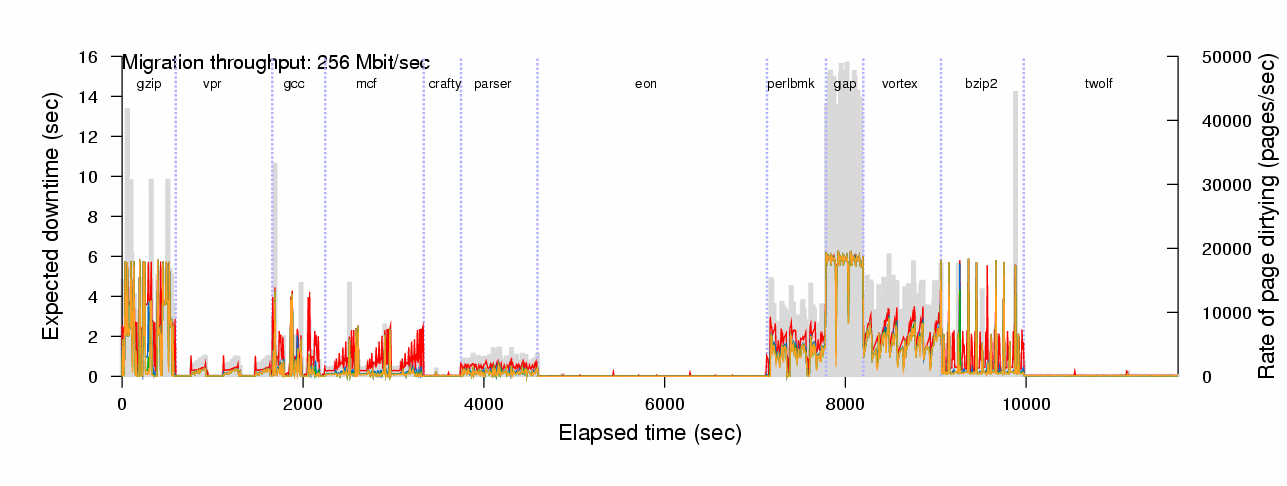 Migration throughput: 256 Mbit/sec
gzip vpr gcc mcf crafty parser eon perlbmk gap vortex bzip2 twolf
Expected downtime (sec)
16
14
12
10
8
6
4
2
0
Rate of page dirtying (pages/sec)
50000
40000
30000
20000
10000
0
0 2000 4000 6000 8000 10000
Elapsed time (sec)